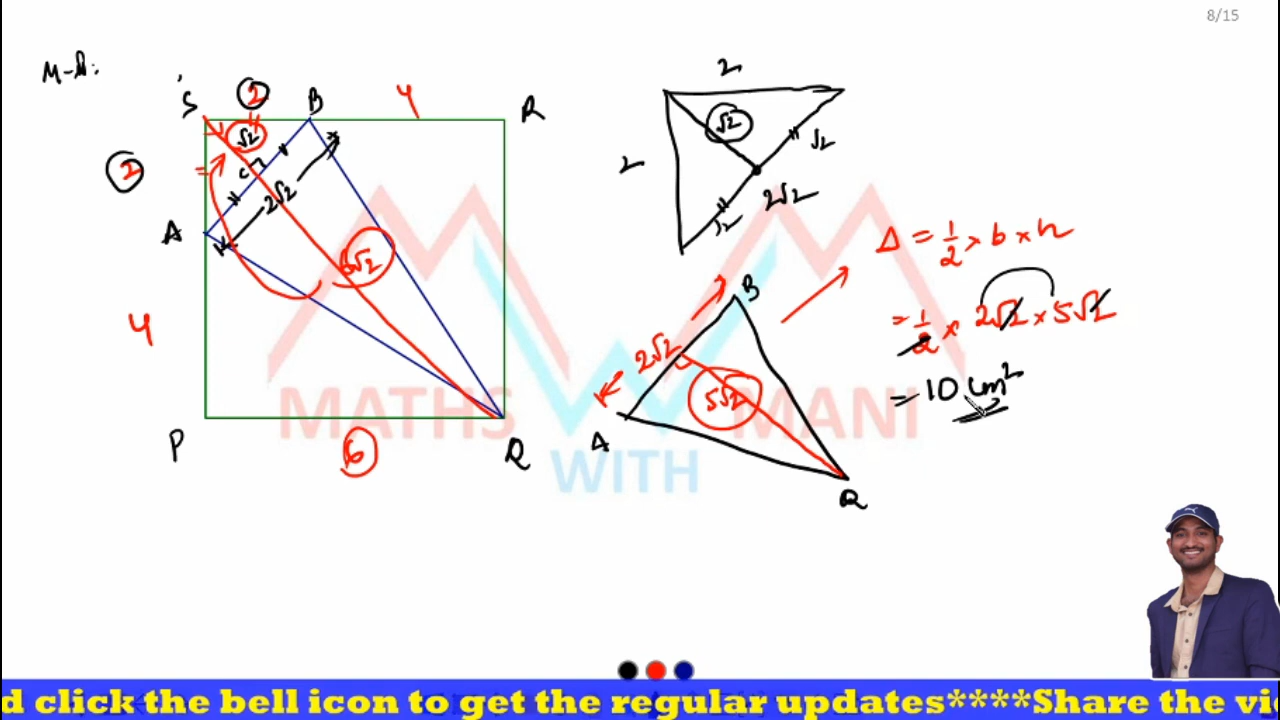 8/15
M-II:
S
2
B
4
R
√2
2
C
2√2
A
6√2
4
P
6
Q
2
√2
2
√2
2√2
√2
Δ = 1/2 × b × h
= 1/2 × 2√2 × 5√2
= 10 cm²
B
2√2
5√2
A
Q
MATHS
WITH
MANI
d click the bell icon to get the regular updates****Share the vi